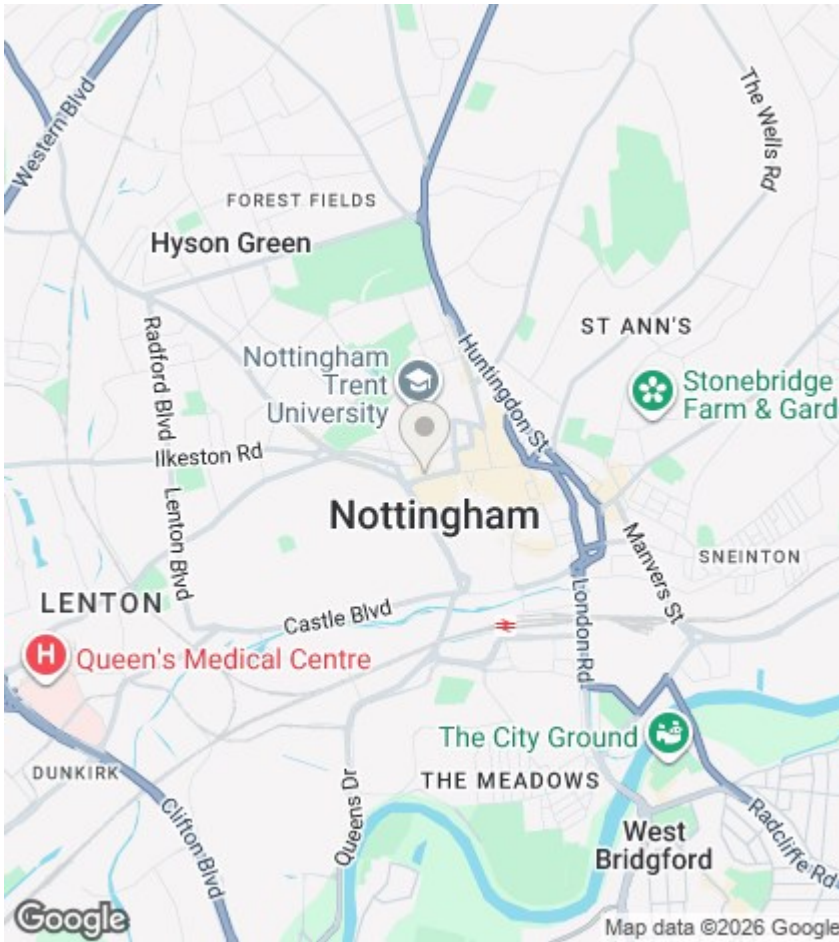 Western Blvd
The Wells Rd
FOREST FIELDS
Hyson Green
ST ANN'S
Huntingdon St
Nottingham
Trent
University
Stonebridge
Farm & Gard
Radford Blvd
Ilkeston Rd
Lenton Blvd
Nottingham
Manvers St
SNEINTON
LENTON
Castle Blvd
London Rd
H
Queen's Medical Centre
The City Ground
DUNKIRK
THE MEADOWS
Queens Dr
Clifton Blvd
West
Bridgford
Radcliffe Rd
Google
Map data ©2026 Google